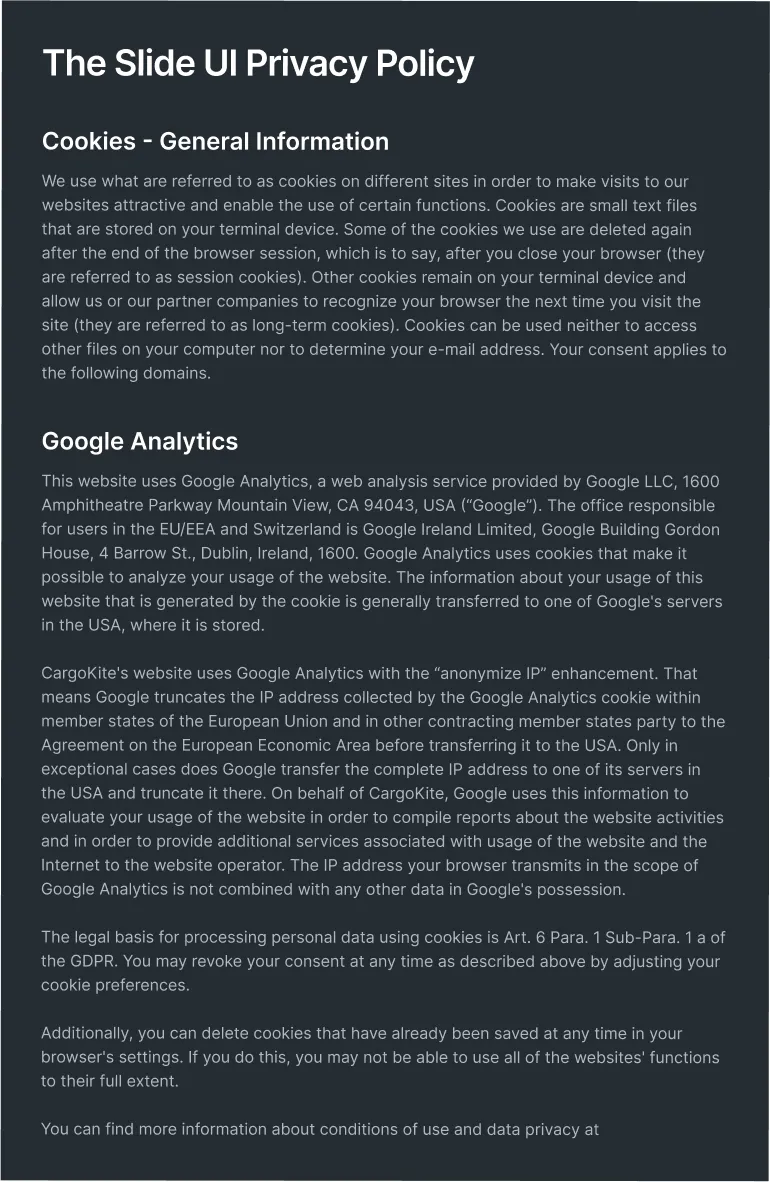 The Slide UI Privacy Policy
Cookies - General Information
We use what are referred to as cookies on different sites in order to make visits to our
websites attractive and enable the use of certain functions. Cookies are small text files
that are stored on your terminal device. Some of the cookies we use are deleted again
after the end of the browser session, which is to say, after you close your browser (they
are referred to as session cookies). Other cookies remain on your terminal device and
allow us or our partner companies to recognize your browser the next time you visit the
site (they are referred to as long-term cookies). Cookies can be used neither to access
other files on your computer nor to determine your e-mail address. Your consent applies to
the following domains.
Google Analytics
This website uses Google Analytics, a web analysis service provided by Google LLC, 1600
Amphitheatre Parkway Mountain View, CA 94043, USA (“Google”). The office responsible
for users in the EU/EEA and Switzerland is Google Ireland Limited, Google Building Gordon
House, 4 Barrow St., Dublin, Ireland, 1600. Google Analytics uses cookies that make it
possible to analyze your usage of the website. The information about your usage of this
website that is generated by the cookie is generally transferred to one of Google's servers
in the USA, where it is stored.
CargoKite's website uses Google Analytics with the “anonymize IP” enhancement. That
means Google truncates the IP address collected by the Google Analytics cookie within
member states of the European Union and in other contracting member states party to the
Agreement on the European Economic Area before transferring it to the USA. Only in
exceptional cases does Google transfer the complete IP address to one of its servers in
the USA and truncate it there. On behalf of CargoKite, Google uses this information to
evaluate your usage of the website in order to compile reports about the website activities
and in order to provide additional services associated with usage of the website and the
Internet to the website operator. The IP address your browser transmits in the scope of
Google Analytics is not combined with any other data in Google's possession.
The legal basis for processing personal data using cookies is Art. 6 Para. 1 Sub-Para. 1 a of
the GDPR. You may revoke your consent at any time as described above by adjusting your
cookie preferences.
Additionally, you can delete cookies that have already been saved at any time in your
browser's settings. If you do this, you may not be able to use all of the websites' functions
to their full extent.
You can find more information about conditions of use and data privacy at